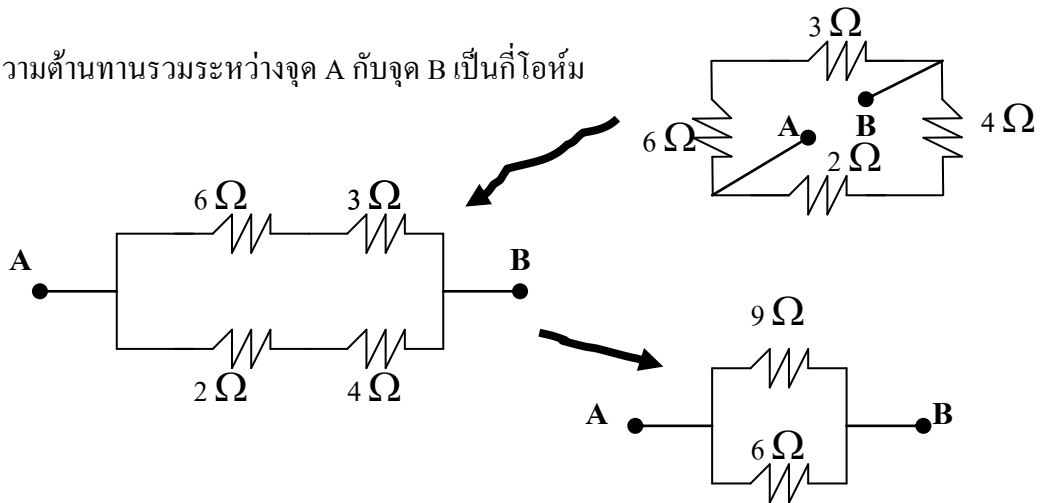 วามต้านทานรวมระหว่างจุด A กับจุด B เป็นกี่โอห์ม
3 Ω
B
A
6 Ω
4 Ω
2 Ω
6 Ω
3 Ω
A
B
2 Ω
4 Ω
9 Ω
A
B
6 Ω